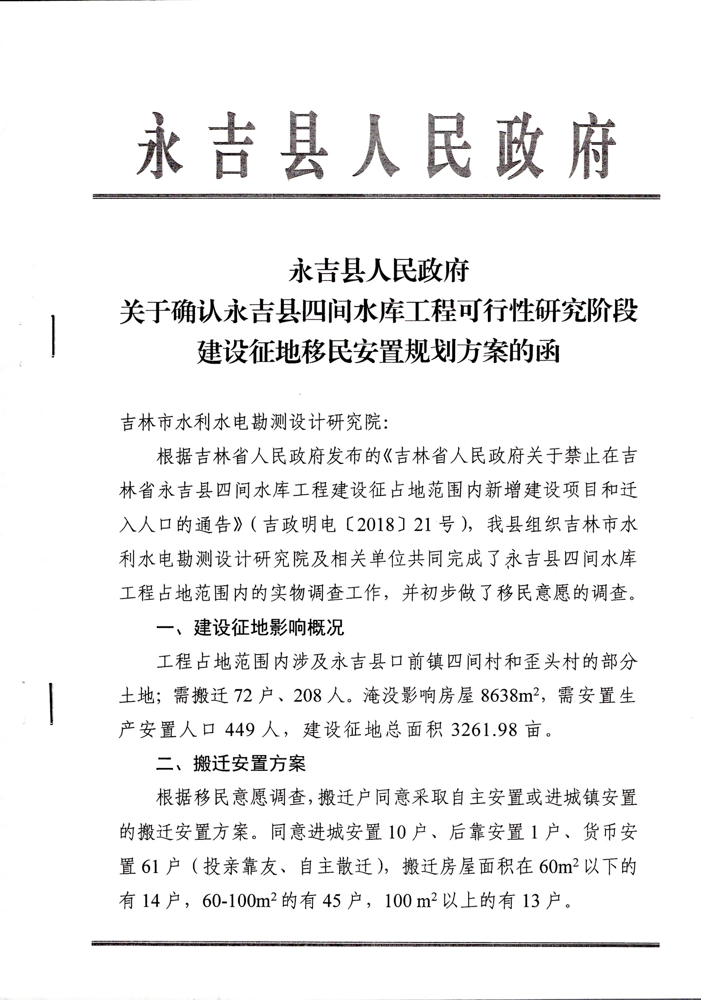 永吉县人民政府
永吉县人民政府
关于确认永吉县四间水库工程可行性研究阶段
建设征地移民安置规划方案的函
吉林市水利水电勘测设计研究院：
根据吉林省人民政府发布的《吉林省人民政府关于禁止在吉
林省永吉县四间水库工程建设征占地范围内新增建设项目和迁
入人口的通告》（吉政明电〔2018〕21号），我县组织吉林市水
利水电勘测设计研究院及相关单位共同完成了永吉县四间水库
工程占地范围内的实物调查工作，并初步做了移民意愿的调查。
一、建设征地影响概况
工程占地范围内涉及永吉县口前镇四间村和歪头村的部分
土地；需搬迁72户、208人。淹没影响房屋8638m²，需安置生
产安置人口449人，建设征地总面积3261.98亩。
二、搬迁安置方案
根据移民意愿调查，搬迁户同意采取自主安置或进城镇安置
的搬迁安置方案。同意进城安置10户、后靠安置1户、货币安
置61户（投亲靠友、自主散迁），搬迁房屋面积在60m²以下的
有14户，60-100m²的有45户，100 m²以上的有13户。